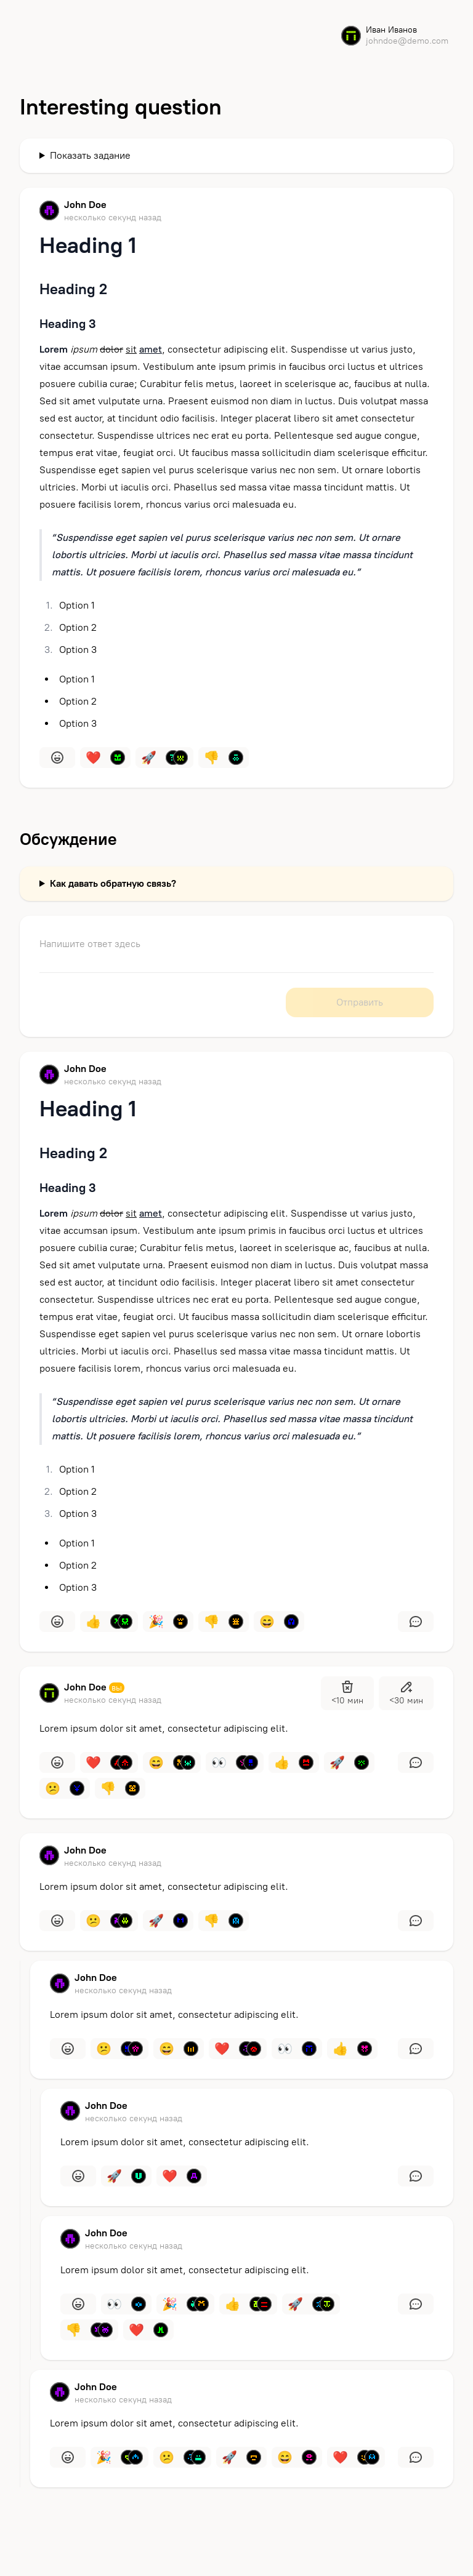 Иван Иванов
johndoe@demo.com
Interesting question
Показать задание
John Doe
несколько секунд назад
Heading 1
Heading 2
Heading 3
Lorem ipsum dolor sit amet, consectetur adipiscing elit. Suspendisse ut varius justo,
vitae accumsan ipsum. Vestibulum ante ipsum primis in faucibus orci luctus et ultrices
posuere cubilia curae; Curabitur felis metus, laoreet in scelerisque ac, faucibus at nulla.
Sed sit amet vulputate urna. Praesent euismod non diam in luctus. Duis volutpat massa
sed est auctor, at tincidunt odio facilisis. Integer placerat libero sit amet consectetur
consectetur. Suspendisse ultrices nec erat eu porta. Pellentesque sed augue congue,
tempus erat vitae, feugiat orci. Ut faucibus massa sollicitudin diam scelerisque efficitur.
Suspendisse eget sapien vel purus scelerisque varius nec non sem. Ut ornare lobortis
ultricies. Morbi ut iaculis orci. Phasellus sed massa vitae massa tincidunt mattis. Ut
posuere facilisis lorem, rhoncus varius orci malesuada eu.
“Suspendisse eget sapien vel purus scelerisque varius nec non sem. Ut ornare
lobortis ultricies. Morbi ut iaculis orci. Phasellus sed massa vitae massa tincidunt
mattis. Ut posuere facilisis lorem, rhoncus varius orci malesuada eu.”
1. Option 1
2. Option 2
3. Option 3
• Option 1
• Option 2
• Option 3
Обсуждение
Как давать обратную связь?
Напишите ответ здесь
Отправить
John Doe
несколько секунд назад
Heading 1
Heading 2
Heading 3
Lorem ipsum dolor sit amet, consectetur adipiscing elit. Suspendisse ut varius justo,
vitae accumsan ipsum. Vestibulum ante ipsum primis in faucibus orci luctus et ultrices
posuere cubilia curae; Curabitur felis metus, laoreet in scelerisque ac, faucibus at nulla.
Sed sit amet vulputate urna. Praesent euismod non diam in luctus. Duis volutpat massa
sed est auctor, at tincidunt odio facilisis. Integer placerat libero sit amet consectetur
consectetur. Suspendisse ultrices nec erat eu porta. Pellentesque sed augue congue,
tempus erat vitae, feugiat orci. Ut faucibus massa sollicitudin diam scelerisque efficitur.
Suspendisse eget sapien vel purus scelerisque varius nec non sem. Ut ornare lobortis
ultricies. Morbi ut iaculis orci. Phasellus sed massa vitae massa tincidunt mattis. Ut
posuere facilisis lorem, rhoncus varius orci malesuada eu.
“Suspendisse eget sapien vel purus scelerisque varius nec non sem. Ut ornare
lobortis ultricies. Morbi ut iaculis orci. Phasellus sed massa vitae massa tincidunt
mattis. Ut posuere facilisis lorem, rhoncus varius orci malesuada eu.”
1. Option 1
2. Option 2
3. Option 3
• Option 1
• Option 2
• Option 3
John Doe вы
несколько секунд назад
<10 мин
<30 мин
Lorem ipsum dolor sit amet, consectetur adipiscing elit.
John Doe
несколько секунд назад
Lorem ipsum dolor sit amet, consectetur adipiscing elit.
John Doe
несколько секунд назад
Lorem ipsum dolor sit amet, consectetur adipiscing elit.
John Doe
несколько секунд назад
Lorem ipsum dolor sit amet, consectetur adipiscing elit.
John Doe
несколько секунд назад
Lorem ipsum dolor sit amet, consectetur adipiscing elit.
John Doe
несколько секунд назад
Lorem ipsum dolor sit amet, consectetur adipiscing elit.